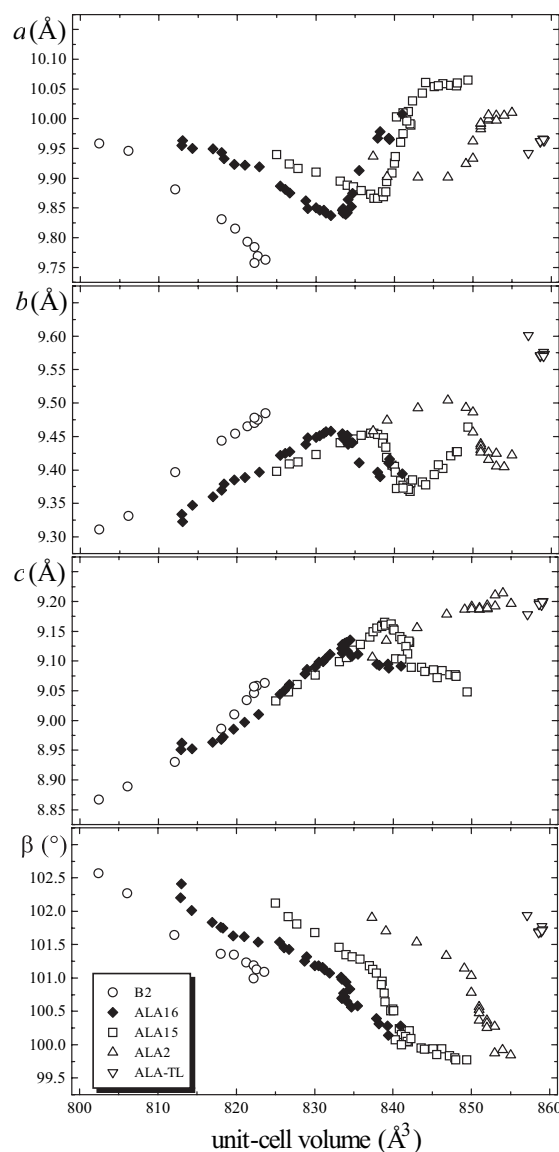 a (Å)
10.10
10.05
10.00
9.95
9.90
9.85
9.80
9.75
b (Å)
9.60
9.55
9.50
9.45
9.40
9.35
9.30
c (Å)
9.20
9.15
9.10
9.05
9.00
8.95
8.90
8.85
β (°)
102.5
102.0
101.5
101.0
100.5
100.0
99.5
B2
ALA16
ALA15
ALA2
ALA-TL
800 810 820 830 840 850 860
unit-cell volume (Å³)